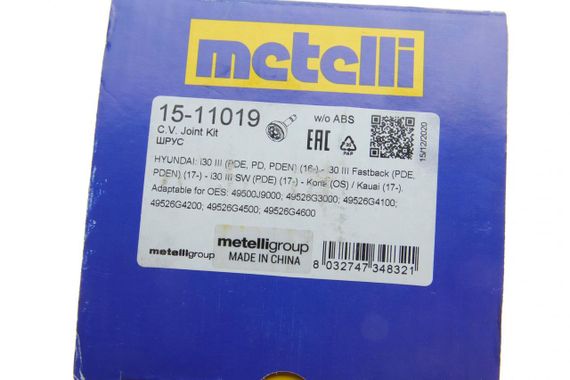 metelli
15-11019
w/o ABS
C.V. Joint Kit
ШРУС
EAC
PAP
15/12/2020
HYUNDAI: i30 III (PDE, PD, PDEN) (16-) - i30 III Fastback (PDE,
PDEN) (17-) - i30 III SW (PDE) (17-) - Kona (OS) / Kauai (17-).
Adaptable for OES: 49500J9000; 49526G3000; 49526G4100;
49526G4200; 49526G4500; 49526G4600
metelligroup
metelligroup
MADE IN CHINA
8 032747 348321